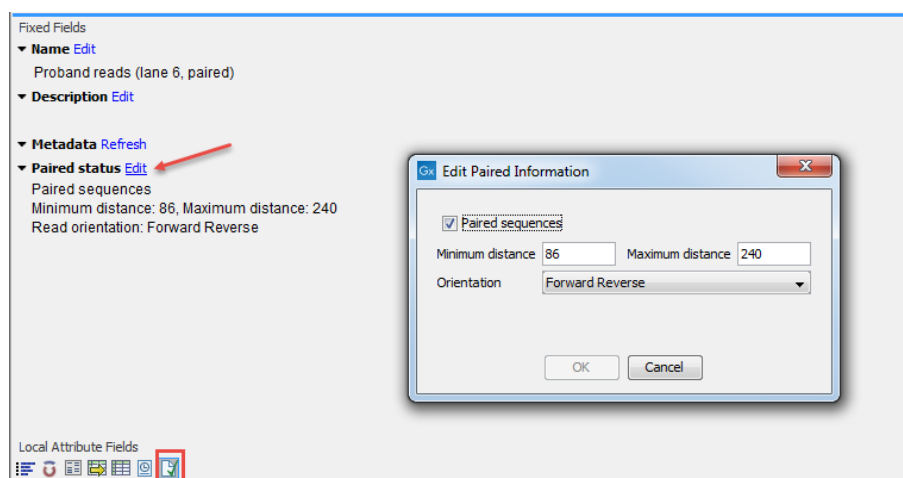 Fixed Fields
Name Edit
Proband reads (lane 6, paired)
Description Edit
Metadata Refresh
Paired status Edit
Paired sequences
Minimum distance: 86, Maximum distance: 240
Read orientation: Forward Reverse
Gx Edit Paired Information
Paired sequences
Minimum distance 86 Maximum distance 240
Orientation Forward Reverse
OK Cancel
Local Attribute Fields